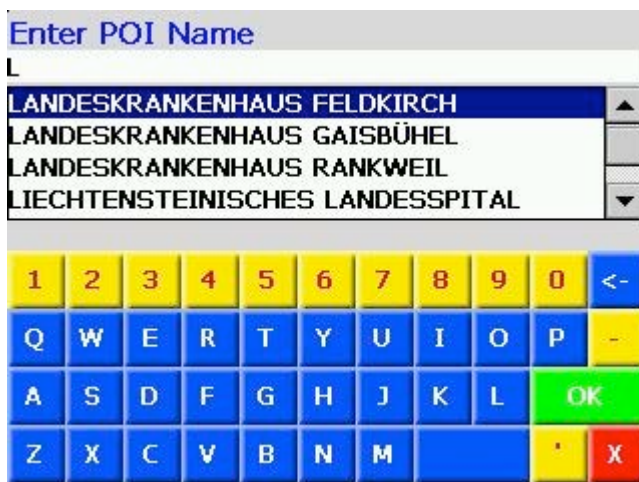 Enter POI Name
L
LANDESKRANKENHAUS FELDKIRCH
LANDESKRANKENHAUS GAISBÜHEL
LANDESKRANKENHAUS RANKWEIL
LIECHTENSTEINISCHES LANDESSPITAL
1 2 3 4 5 6 7 8 9 0 <-
Q W E R T Y U I O P -
A S D F G H J K L OK
Z X C V B N M ' X